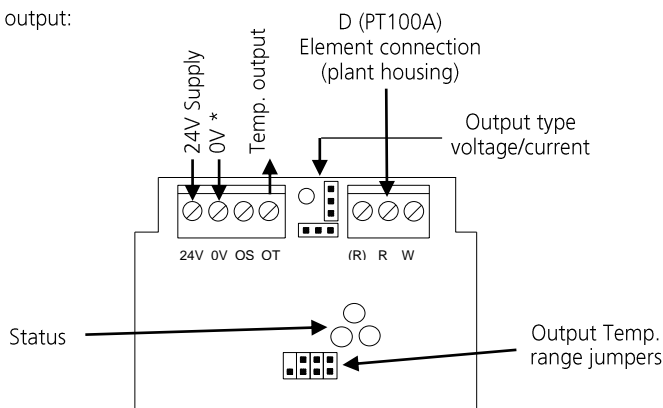 output:
D (PT100A)
Element connection
(plant housing)
24V Supply
0V *
Temp. output
Output type
voltage/current
24V 0V OS OT
(R) R W
Status
Output Temp.
range jumpers